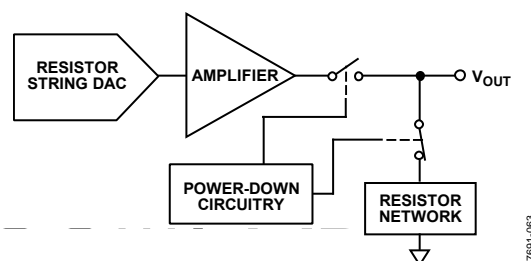 RESISTOR
STRING DAC
AMPLIFIER
VOUT
POWER-DOWN
CIRCUITRY
RESISTOR
NETWORK